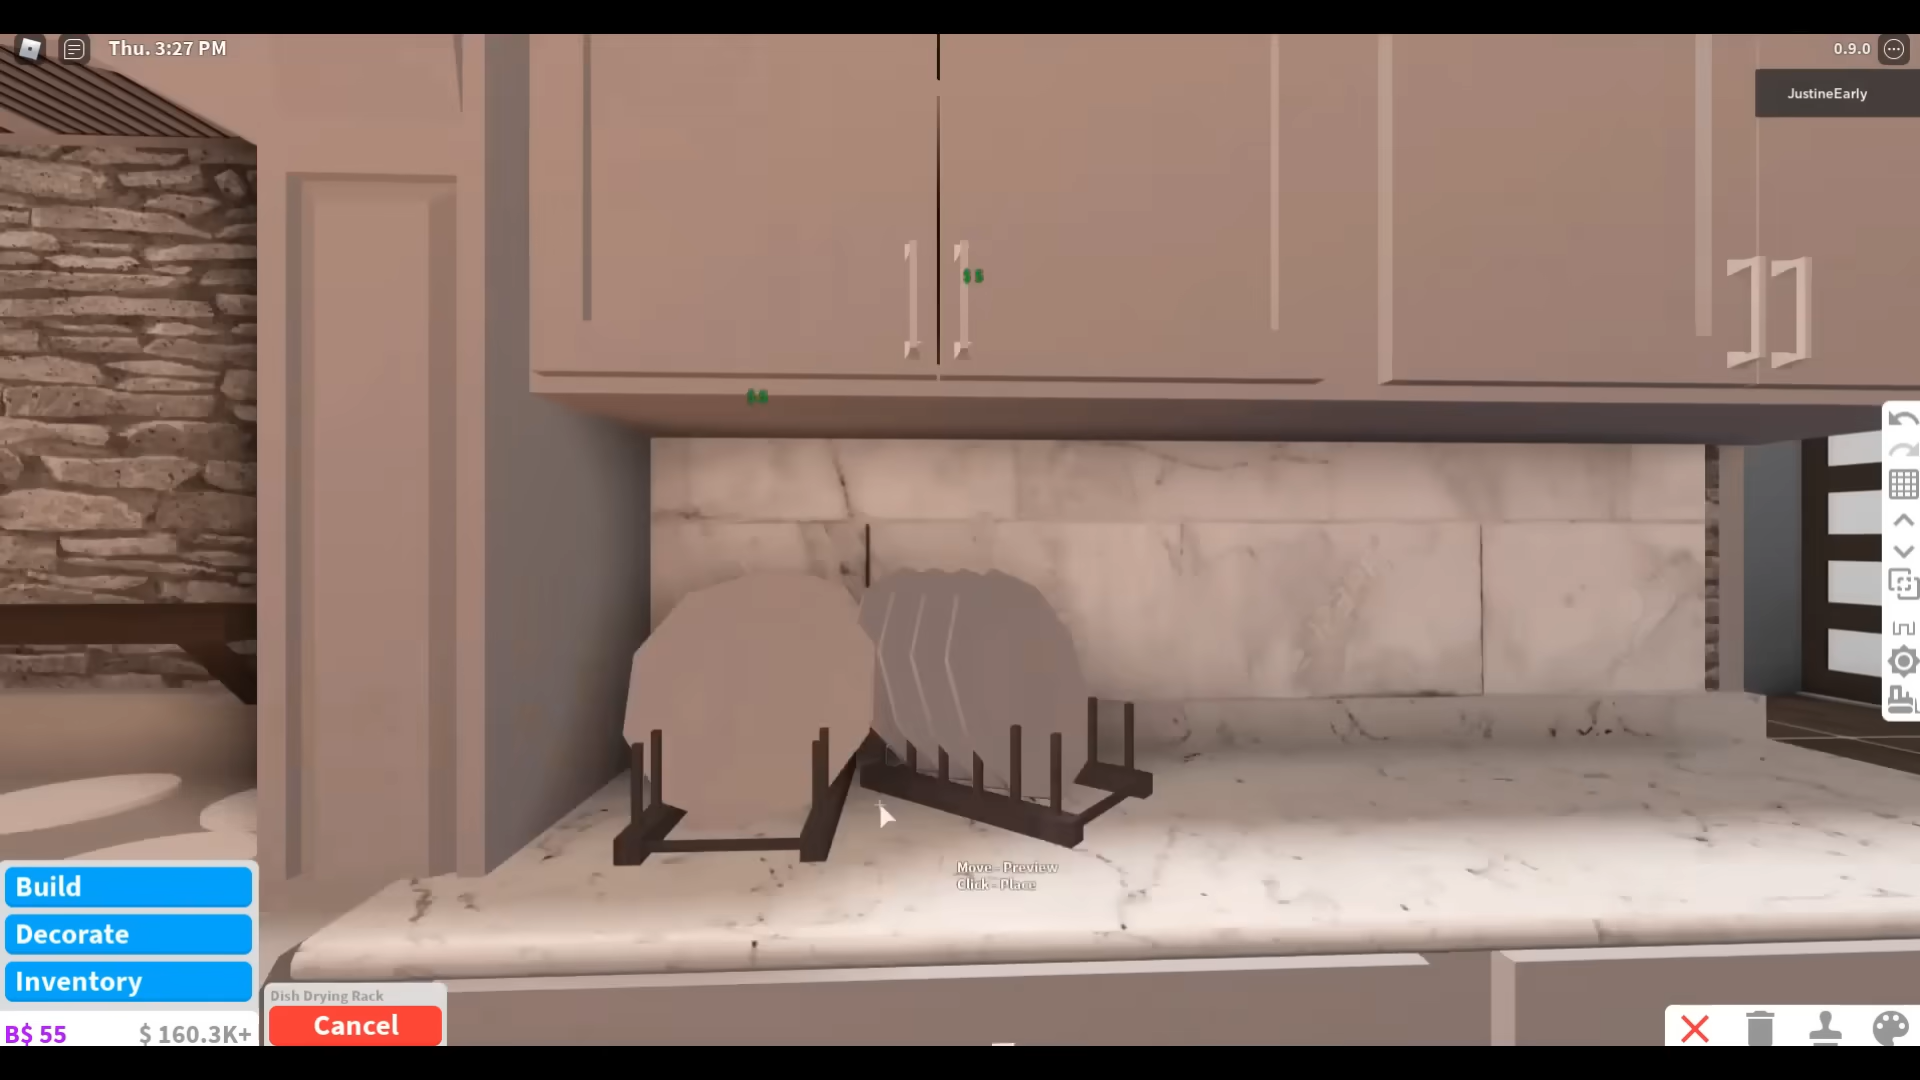 Thu. 3:27 PM
0.9.0
JustineEarly
Move - Preview
Click - Place
Build
Decorate
Inventory
B$ 55
$ 160.3K+
Dish Drying Rack
Cancel